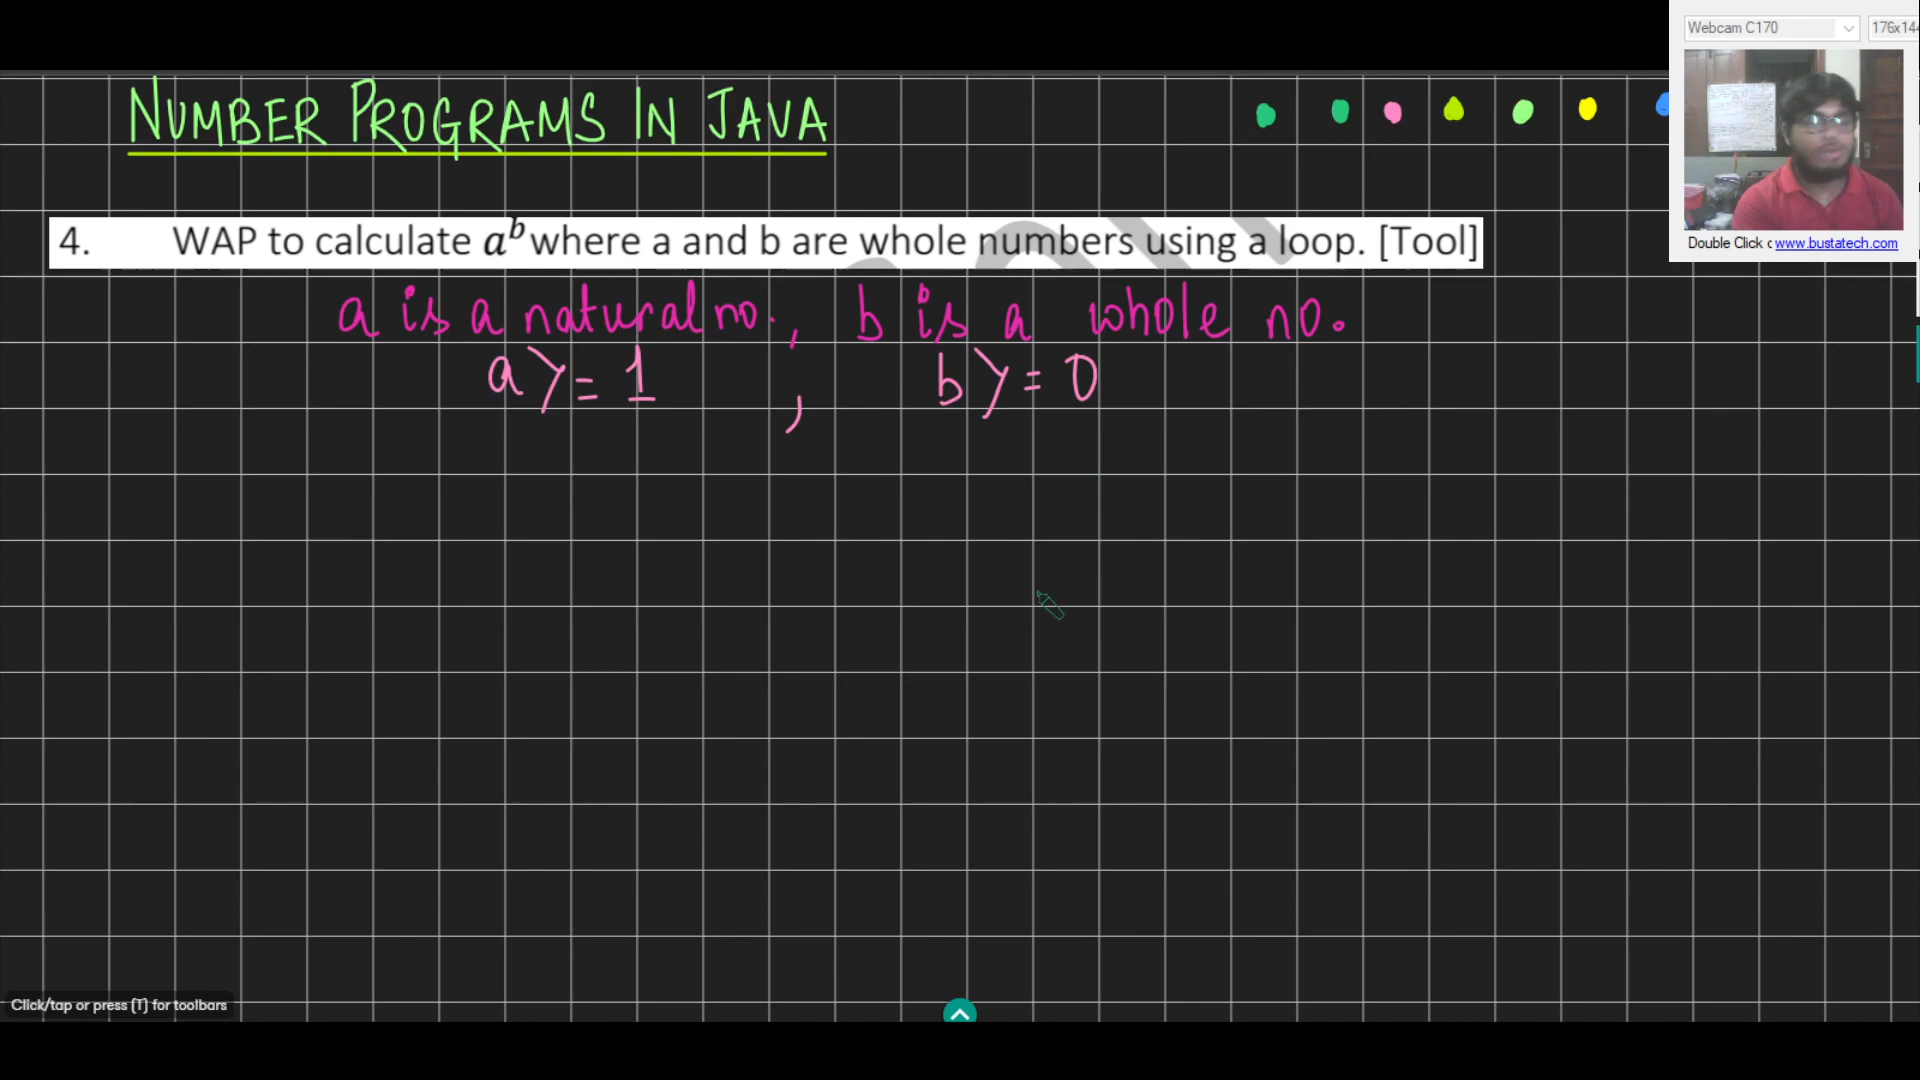 Webcam C170 176x144
NUMBER PROGRAMS IN JAVA
Double Click www.bustatech.com
4. WAP to calculate a^b where a and b are whole numbers using a loop. [Tool]
a is a natural no., b is a whole no.
a >= 1 , b >= 0
Click/tap or press (T) for toolbars